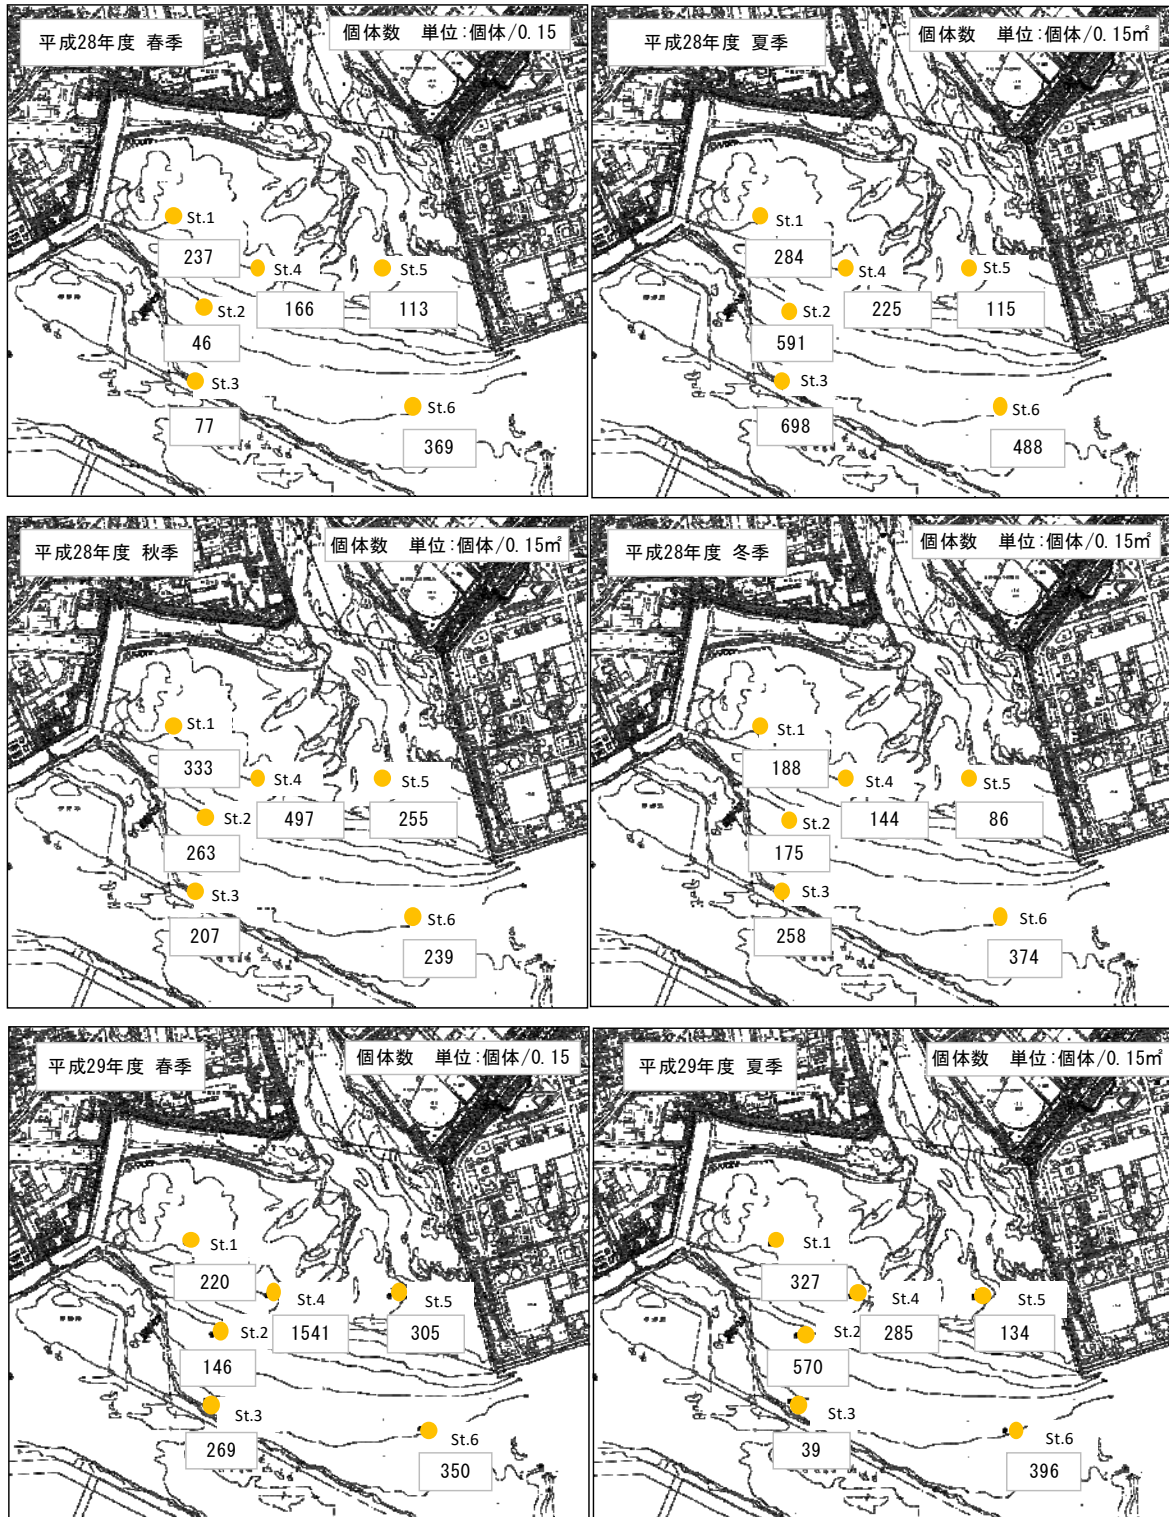 平成28年度 春季
個体数 単位:個体/0.15
St.1
237
St.4
St.5
166
113
St.2
46
St.3
77
St.6
369
平成28年度 夏季
個体数 単位:個体/0.15㎡
St.1
284
St.4
St.5
225
115
St.2
591
St.3
698
St.6
488
平成28年度 秋季
個体数 単位:個体/0.15㎡
St.1
333
St.4
St.5
497
255
St.2
263
St.3
207
St.6
239
平成28年度 冬季
個体数 単位:個体/0.15㎡
St.1
188
St.4
St.5
144
86
St.2
175
St.3
258
St.6
374
平成29年度 春季
個体数 単位:個体/0.15
St.1
220
St.4
St.5
1541
305
St.2
146
St.3
269
St.6
350
平成29年度 夏季
個体数 単位:個体/0.15㎡
St.1
327
St.4
St.5
285
134
St.2
570
St.3
39
St.6
396